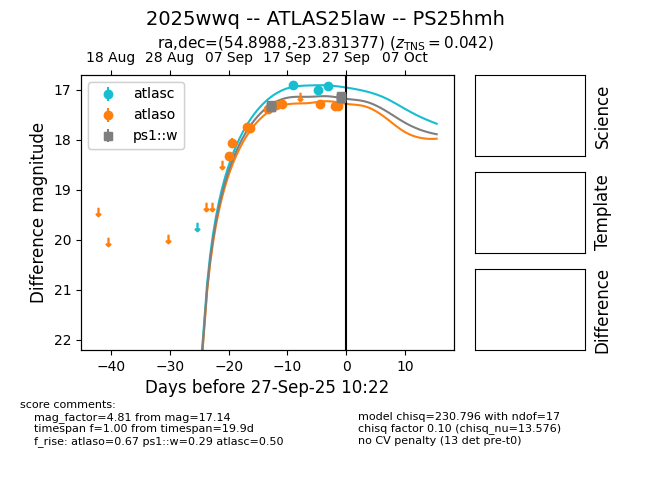 2025wwq -- ATLAS25law -- PS25hmh
ra,dec=(54.8988,-23.831377) (z_TNS = 0.042)
18 Aug 28 Aug 07 Sep 17 Sep 27 Sep 07 Oct
atlasc
atlaso
ps1::w
17
18
19
20
21
22
Difference magnitude
−40 −30 −20 −10 0 10
Days before 27-Sep-25 10:22
Science
Template
Difference
score comments:
mag_factor=4.81 from mag=17.14
timespan f=1.00 from timespan=19.9d
f_rise: atlaso=0.67 ps1::w=0.29 atlasc=0.50
model chisq=230.796 with ndof=17
chisq factor 0.10 (chisq_nu=13.576)
no CV penalty (13 det pre-t0)